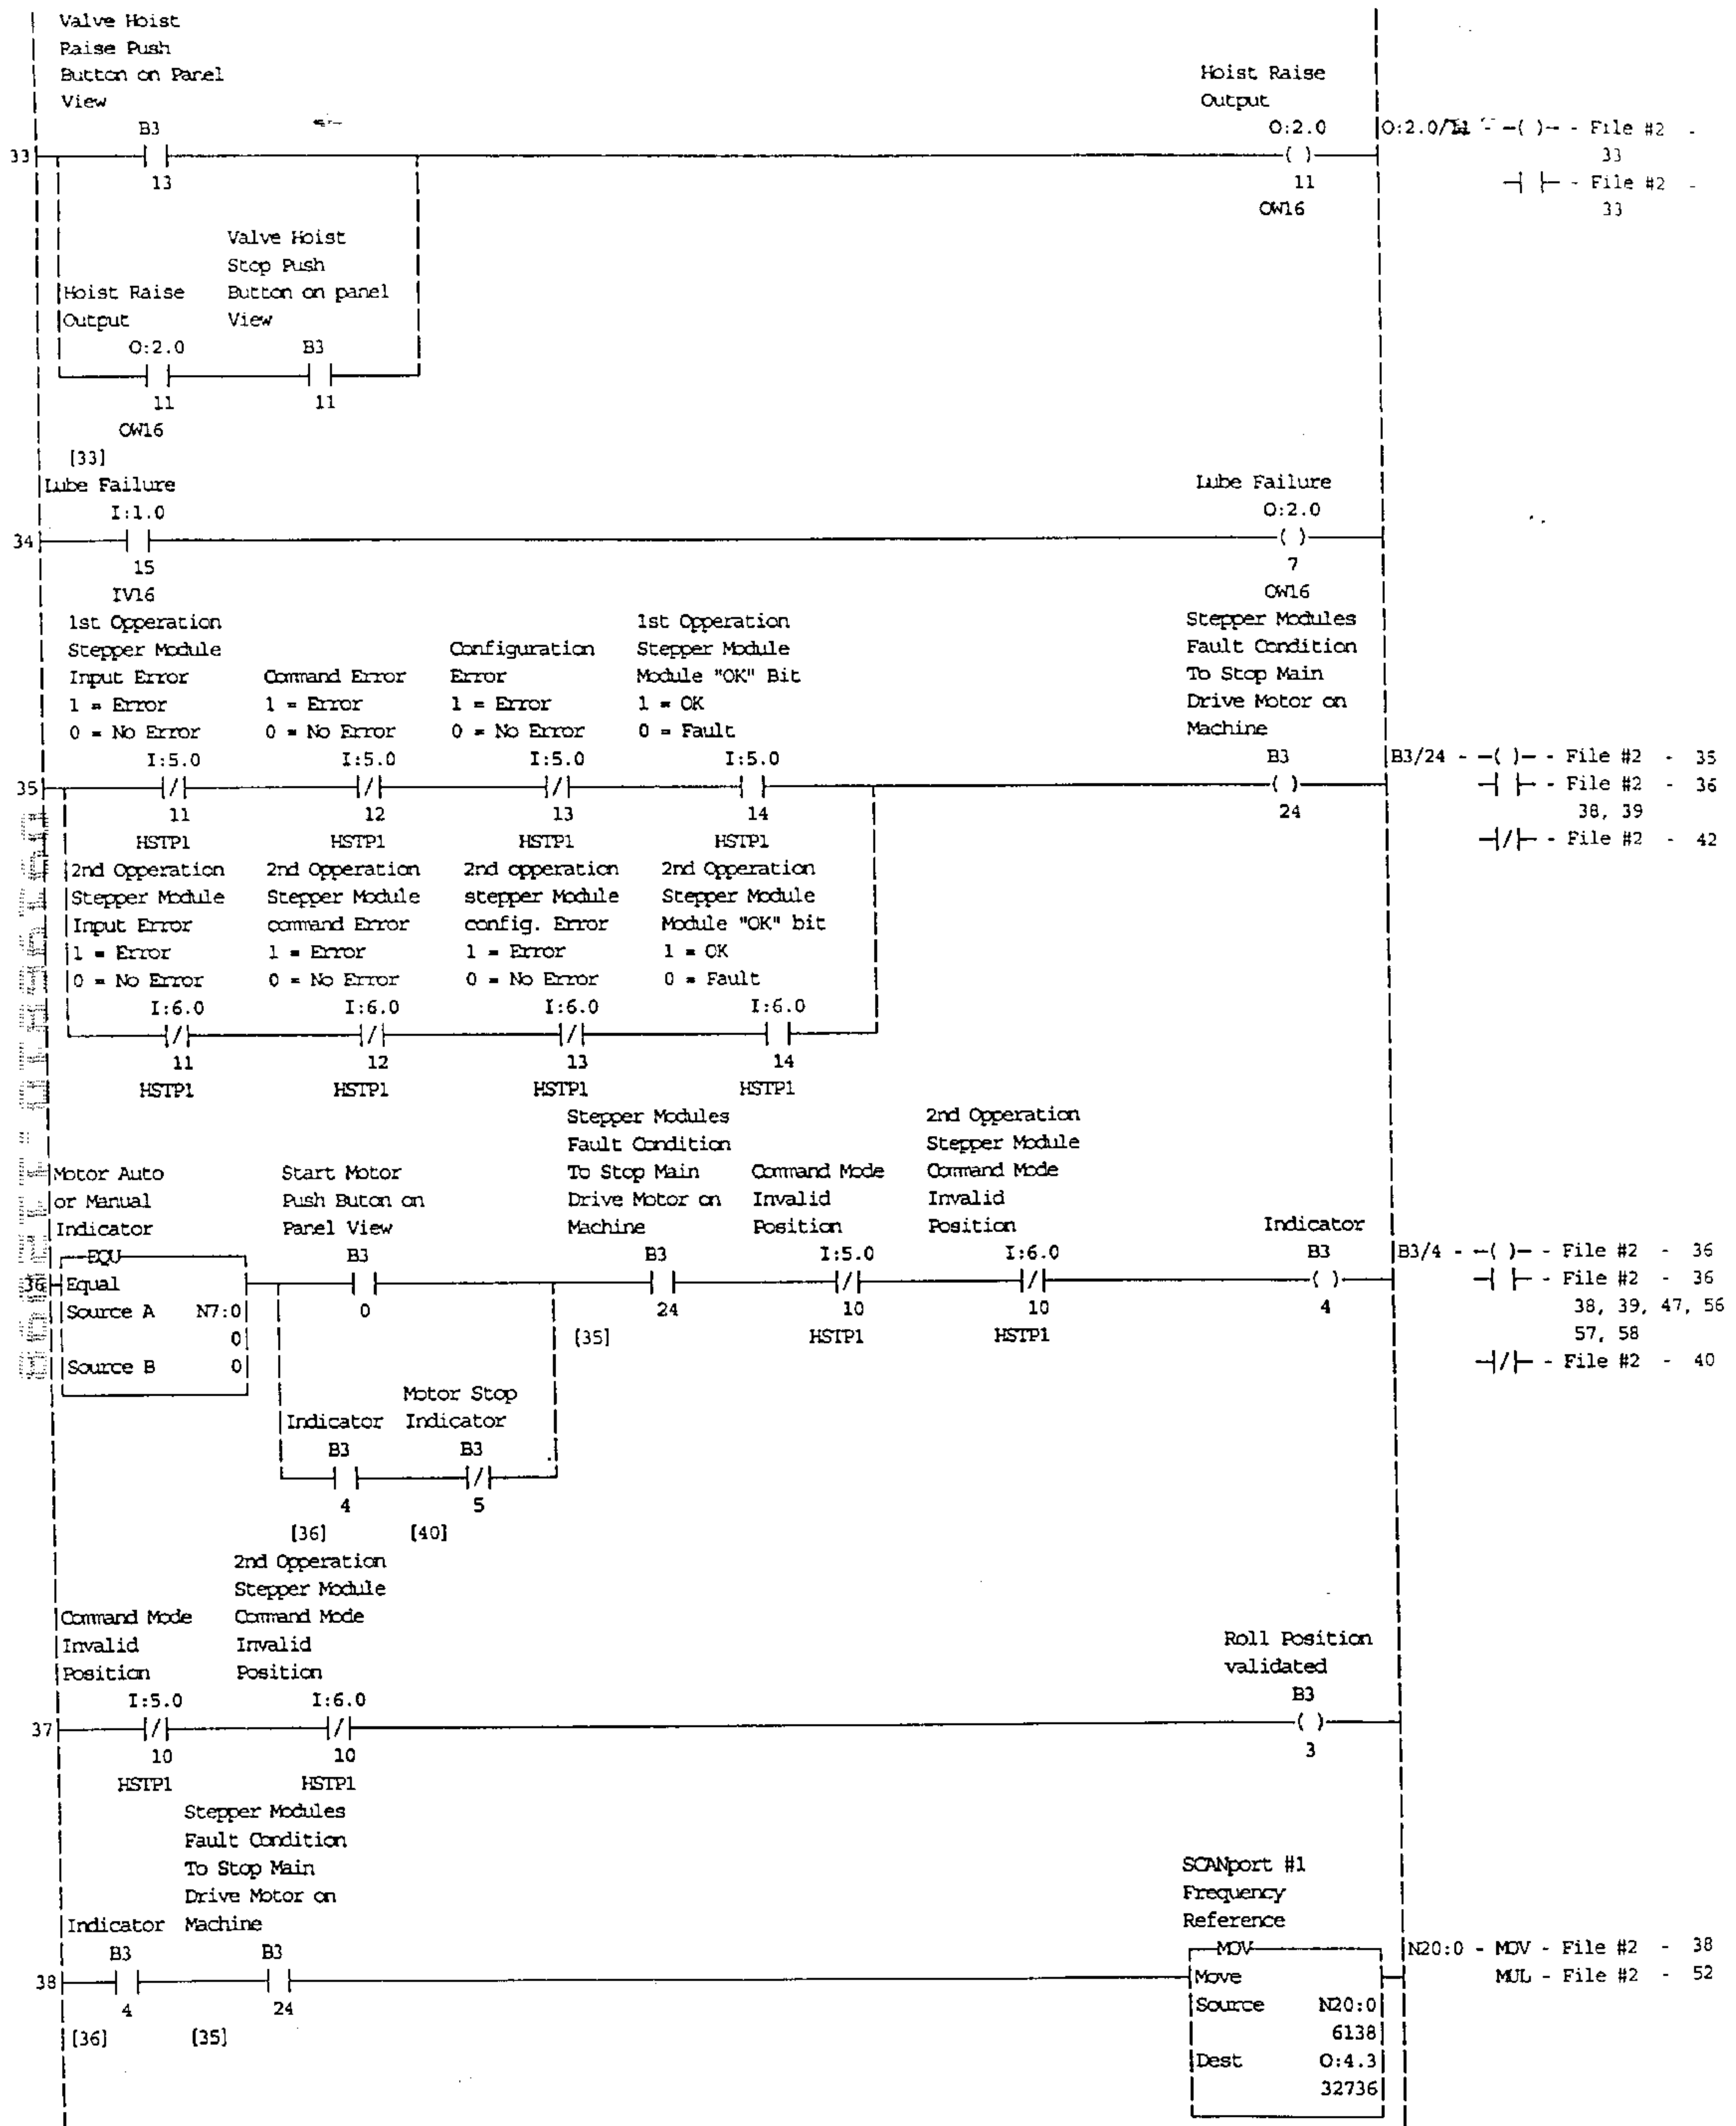 Valve Hoist
Raise Push
Button on Panel
View
B3
13
Hoist Raise
Output
O:2.0
11
OW16
O:2.0/11 - -( )- - File #2 -
33
-] [- - File #2 -
33
33
Valve Hoist
Stop Push
Hoist Raise Button on panel
Output View
O:2.0 B3
11 11
OW16
[33]
Lube Failure Lube Failure
I:1.0 O:2.0
34
15 7
IV16 OW16
1st Opperation
Stepper Module
Input Error
1 = Error
0 = No Error
I:5.0
11
HSTP1
Command Error
1 = Error
0 = No Error
I:5.0
12
HSTP1
Configuration
Error
1 = Error
0 = No Error
I:5.0
13
HSTP1
1st Opperation
Stepper Module
Module "OK" Bit
1 = OK
0 = Fault
I:5.0
14
HSTP1
Stepper Modules
Fault Condition
To Stop Main
Drive Motor on
Machine
B3
24
B3/24 - -( )- - File #2 - 35
-] [- - File #2 - 36
38, 39
-]/[- - File #2 - 42
35
2nd Opperation
Stepper Module
Input Error
1 = Error
0 = No Error
I:6.0
11
HSTP1
2nd Opperation
Stepper Module
command Error
1 = Error
0 = No Error
I:6.0
12
HSTP1
2nd opperation
stepper Module
config. Error
1 = Error
0 = No Error
I:6.0
13
HSTP1
2nd Opperation
Stepper Module
Module "OK" bit
1 = OK
0 = Fault
I:6.0
14
HSTP1
Motor Auto
or Manual
Indicator
EQU
Equal
Source A N7:0
0
Source B 0
36
Start Motor
Push Buton on
Panel View
B3
0
Stepper Modules
Fault Condition
To Stop Main
Drive Motor on
Machine
B3
24
[35]
Command Mode
Invalid
Position
I:5.0
10
HSTP1
2nd Opperation
Stepper Module
Command Mode
Invalid
Position
I:6.0
10
HSTP1
Indicator
B3
4
B3/4 - -( )- - File #2 - 36
-] [- - File #2 - 36
38, 39, 47, 56
57, 58
-]/[- - File #2 - 40
Indicator
B3
4
[36]
Motor Stop
Indicator
B3
5
[40]
Command Mode
Invalid
Position
I:5.0
10
HSTP1
2nd Opperation
Stepper Module
Command Mode
Invalid
Position
I:6.0
10
HSTP1
Roll Position
validated
B3
3
37
Indicator
B3
4
[36]
Stepper Modules
Fault Condition
To Stop Main
Drive Motor on
Machine
B3
24
[35]
38
SCANport #1
Frequency
Reference
MOV
Move
Source N20:0
6138
Dest O:4.3
32736
N20:0 - MOV - File #2 - 38
MUL - File #2 - 52